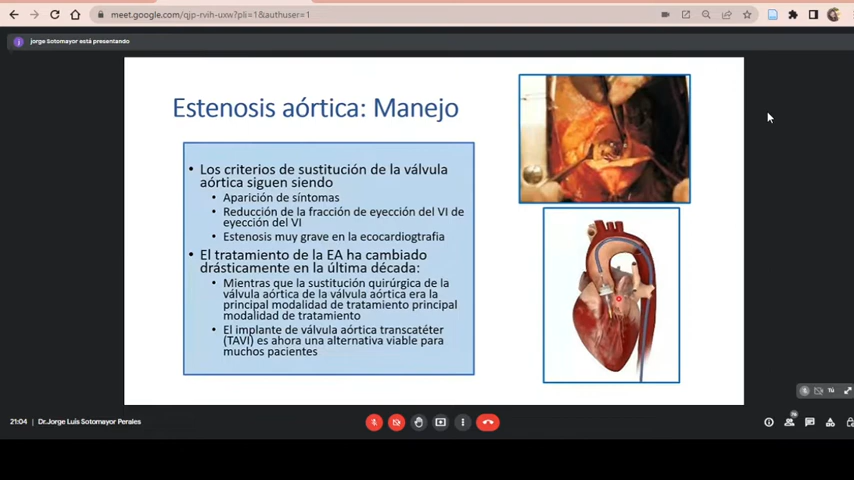 meet.google.com/qjp-rvih-uxw?pli=1&authuser=1
j jorge Sotomayor está presentando
Estenosis aórtica: Manejo
• Los criterios de sustitución de la válvula
aórtica siguen siendo
• Aparición de síntomas
• Reducción de la fracción de eyección del VI de
eyección del VI
• Estenosis muy grave en la ecocardiogtrafia
• El tratamiento de la EA ha cambiado
drásticamente en la última década:
• Mientras que la sustitución quirúrgica de la
válvula aórtica de la válvula aórtica era la
principal modalidad de tratamiento principal
modalidad de tratamiento
• El implante de válvula aórtica transcatéter
(TAVI) es ahora una alternativa viable para
muchos pacientes
Tú
21:04 Dr.Jorge Luis Sotomayor Perales